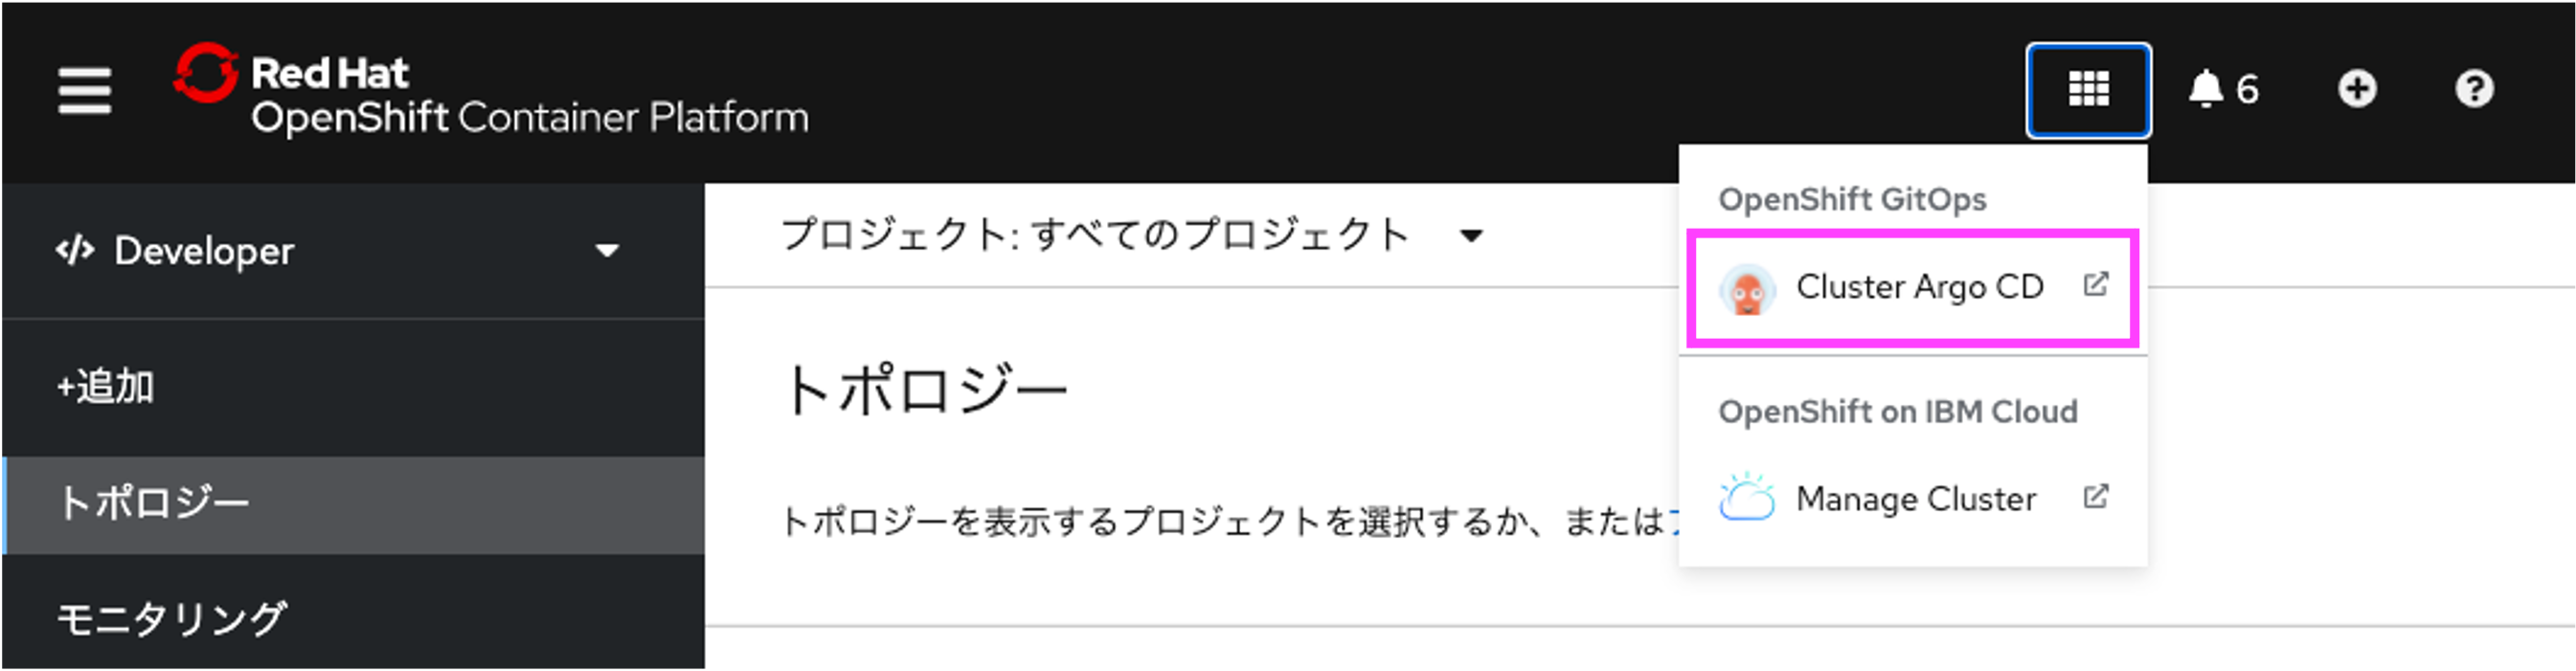 Red Hat
OpenShift Container Platform
6
Developer
+追加
トポロジー
モニタリング
プロジェクト: すべてのプロジェクト
トポロジー
トポロジーを表示するプロジェクトを選択するか、または
OpenShift GitOps
Cluster Argo CD
OpenShift on IBM Cloud
Manage Cluster